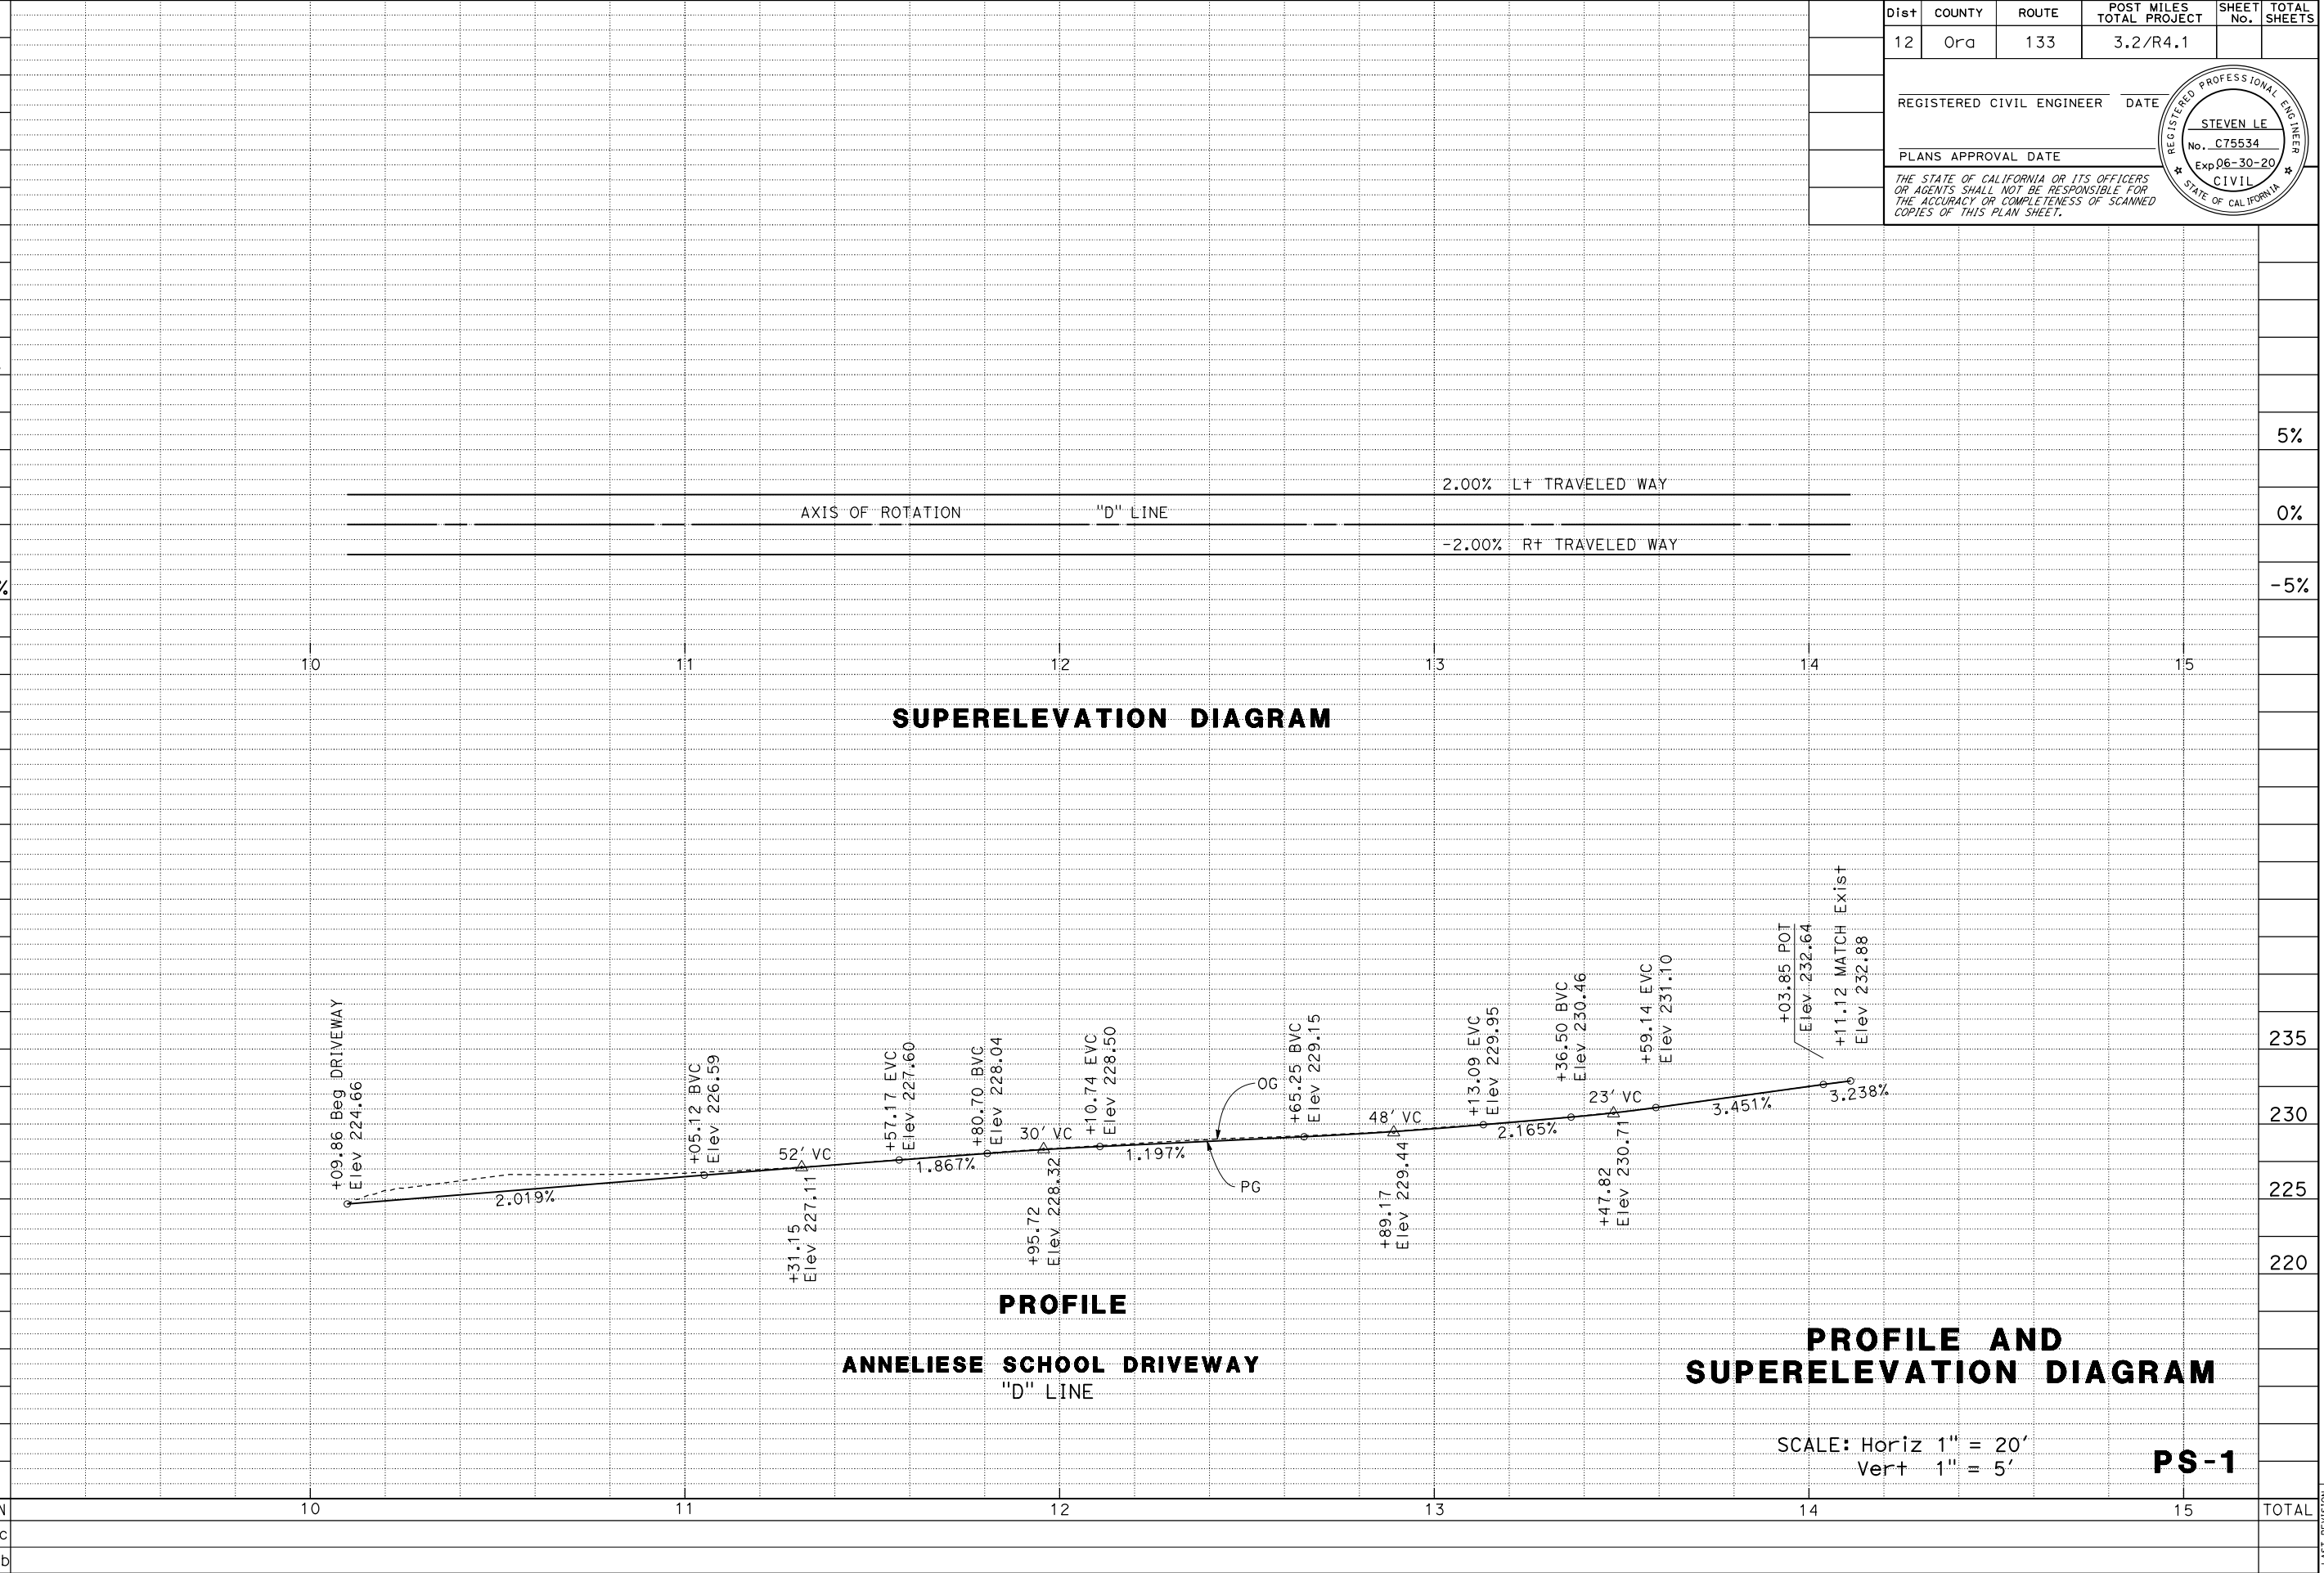 Dist COUNTY ROUTE POST MILES TOTAL PROJECT SHEET No. TOTAL SHEETS
12 Ora 133 3.2/R4.1
REGISTERED CIVIL ENGINEER DATE
PLANS APPROVAL DATE
THE STATE OF CALIFORNIA OR ITS OFFICERS
OR AGENTS SHALL NOT BE RESPONSIBLE FOR
THE ACCURACY OR COMPLETENESS OF SCANNED
COPIES OF THIS PLAN SHEET.
REGISTERED PROFESSIONAL ENGINEER
STEVEN LE
No. C75534
Exp. 06-30-20
CIVIL
STATE OF CALIFORNIA
5%
2.00% Lt TRAVELED WAY
AXIS OF ROTATION "D" LINE
0%
-2.00% Rt TRAVELED WAY
%
-5%
10 11 12 13 14 15
SUPERELEVATION DIAGRAM
+09.86 Beg DRIVEWAY
Elev 224.66
2.019%
+05.12 BVC
Elev 226.59
52' VC
+31.15
Elev 227.11
+57.17 EVC
Elev 227.60
1.867%
+80.70 BVC
Elev 228.04
30' VC
+95.72
Elev 228.32
+10.74 EVC
Elev 228.50
1.197%
OG
PG
+65.25 BVC
Elev 229.15
48' VC
+89.17
Elev 229.44
+13.09 EVC
Elev 229.95
2.165%
+36.50 BVC
Elev 230.46
23' VC
+47.82
Elev 230.71
+59.14 EVC
Elev 231.10
3.451%
+03.85 POT
Elev 232.64
+11.12 MATCH Exist
Elev 232.88
3.238%
235
230
225
220
PROFILE
ANNELIESE SCHOOL DRIVEWAY
"D" LINE
PROFILE AND
SUPERELEVATION DIAGRAM
SCALE: Horiz 1" = 20'
Vert 1" = 5'
PS-1
N 10 11 12 13 14 15 TOTAL
c
b